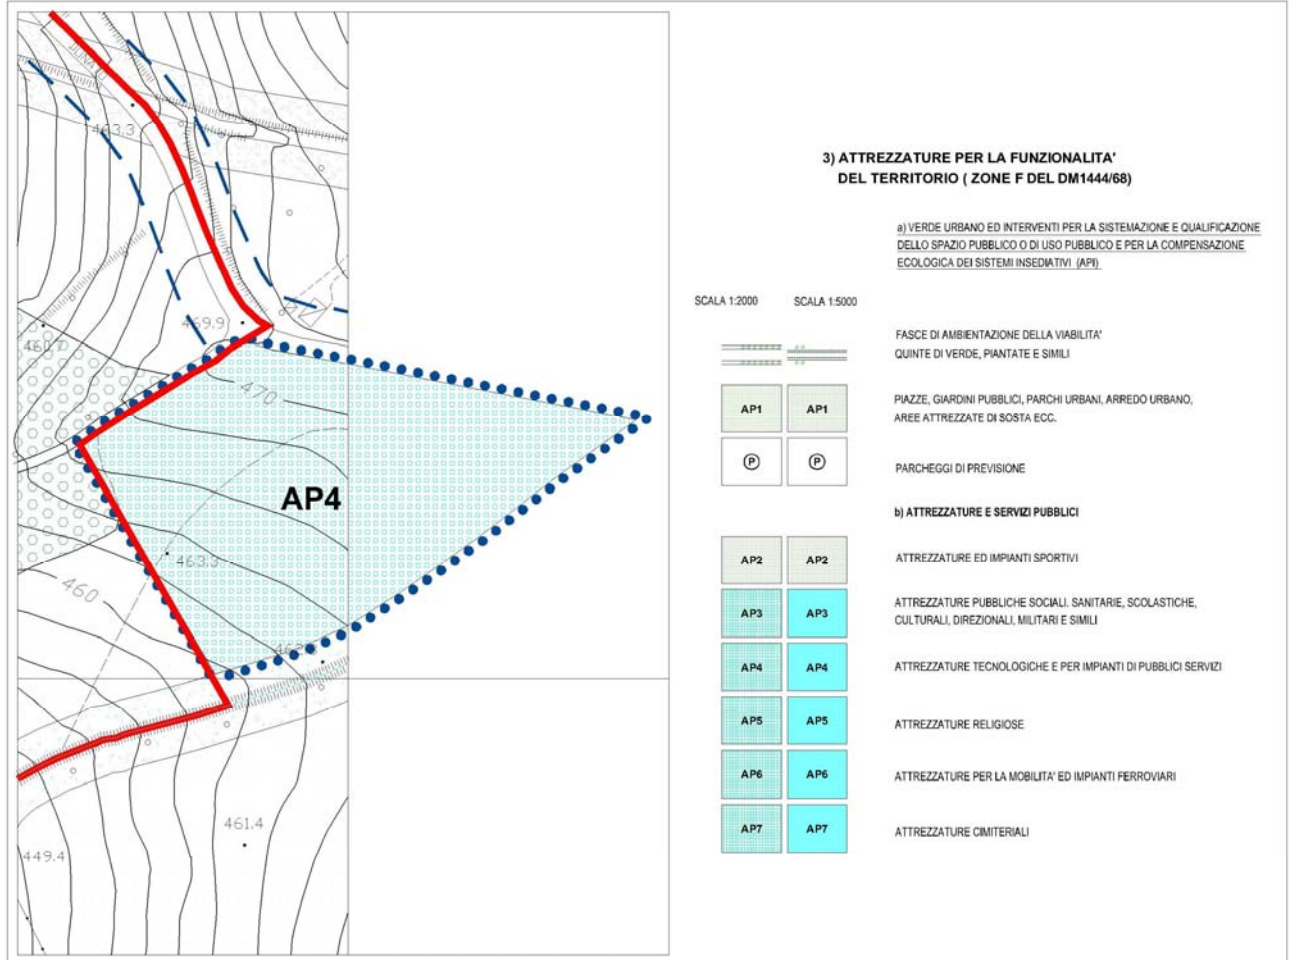 463.3
469.9
460.7
470
AP4
463.3
460
461.4
449.4
3) ATTREZZATURE PER LA FUNZIONALITA'
DEL TERRITORIO ( ZONE F DEL DM1444/68)
a) VERDE URBANO ED INTERVENTI PER LA SISTEMAZIONE E QUALIFICAZIONE
DELLO SPAZIO PUBBLICO O DI USO PUBBLICO E PER LA COMPENSAZIONE
ECOLOGICA DEI SISTEMI INSEDIATIVI (API)
SCALA 1:2000 SCALA 1:5000
FASCE DI AMBIENTAZIONE DELLA VIABILITA'
QUINTE DI VERDE, PIANTATE E SIMILI
AP1 AP1 PIAZZE, GIARDINI PUBBLICI, PARCHI URBANI, ARREDO URBANO,
AREE ATTREZZATE DI SOSTA ECC.
P P PARCHEGGI DI PREVISIONE
b) ATTREZZATURE E SERVIZI PUBBLICI
AP2 AP2 ATTREZZATURE ED IMPIANTI SPORTIVI
AP3 AP3 ATTREZZATURE PUBBLICHE SOCIALI. SANITARIE, SCOLASTICHE,
CULTURALI, DIREZIONALI, MILITARI E SIMILI
AP4 AP4 ATTREZZATURE TECNOLOGICHE E PER IMPIANTI DI PUBBLICI SERVIZI
AP5 AP5 ATTREZZATURE RELIGIOSE
AP6 AP6 ATTREZZATURE PER LA MOBILITA' ED IMPIANTI FERROVIARI
AP7 AP7 ATTREZZATURE CIMITERIALI